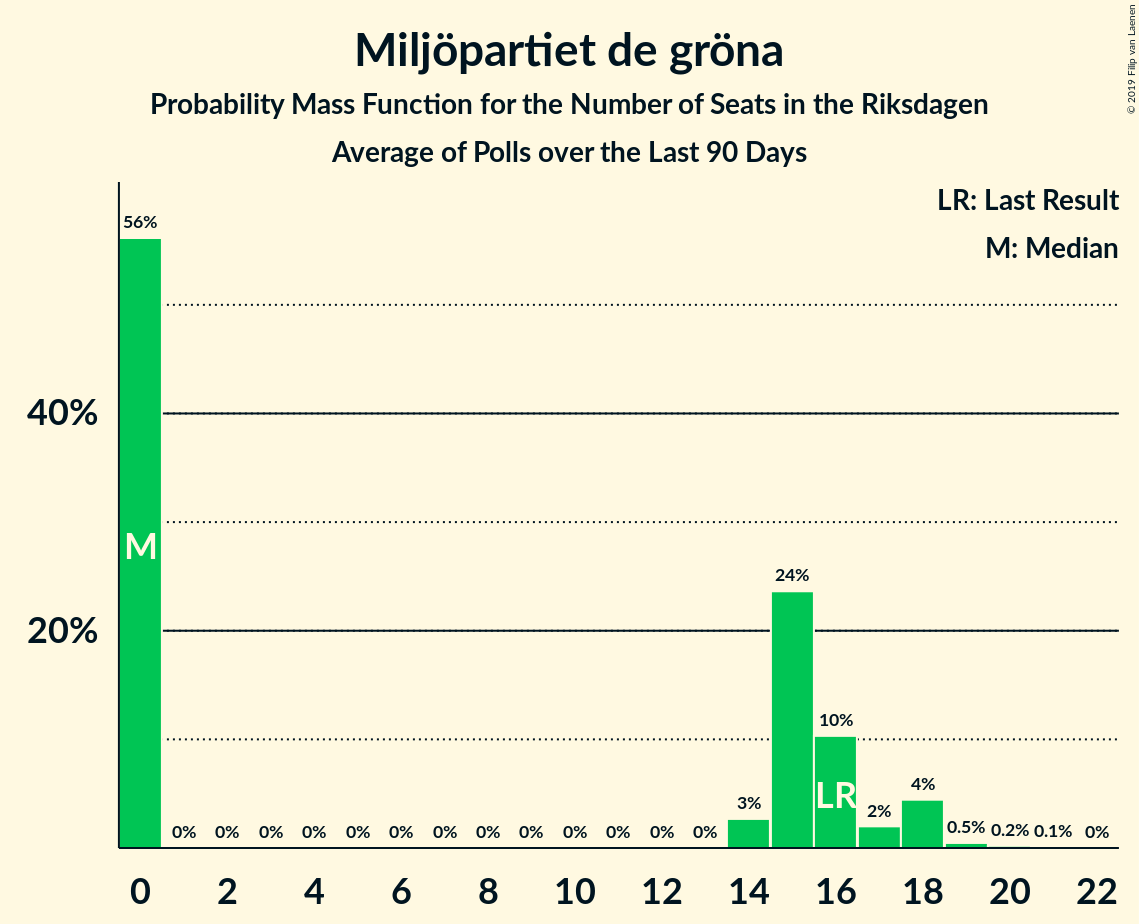 Miljöpartiet de gröna
Probability Mass Function for the Number of Seats in the Riksdagen
Average of Polls over the Last 90 Days
© 2019 Filip van Laenen
LR: Last Result
M: Median
56%
40%
M
24%
20%
10%
LR
4%
3%
2%
0% 0% 0% 0% 0% 0% 0% 0% 0% 0% 0% 0% 0% 0.5% 0.2% 0.1% 0%
0 2 4 6 8 10 12 14 16 18 20 22